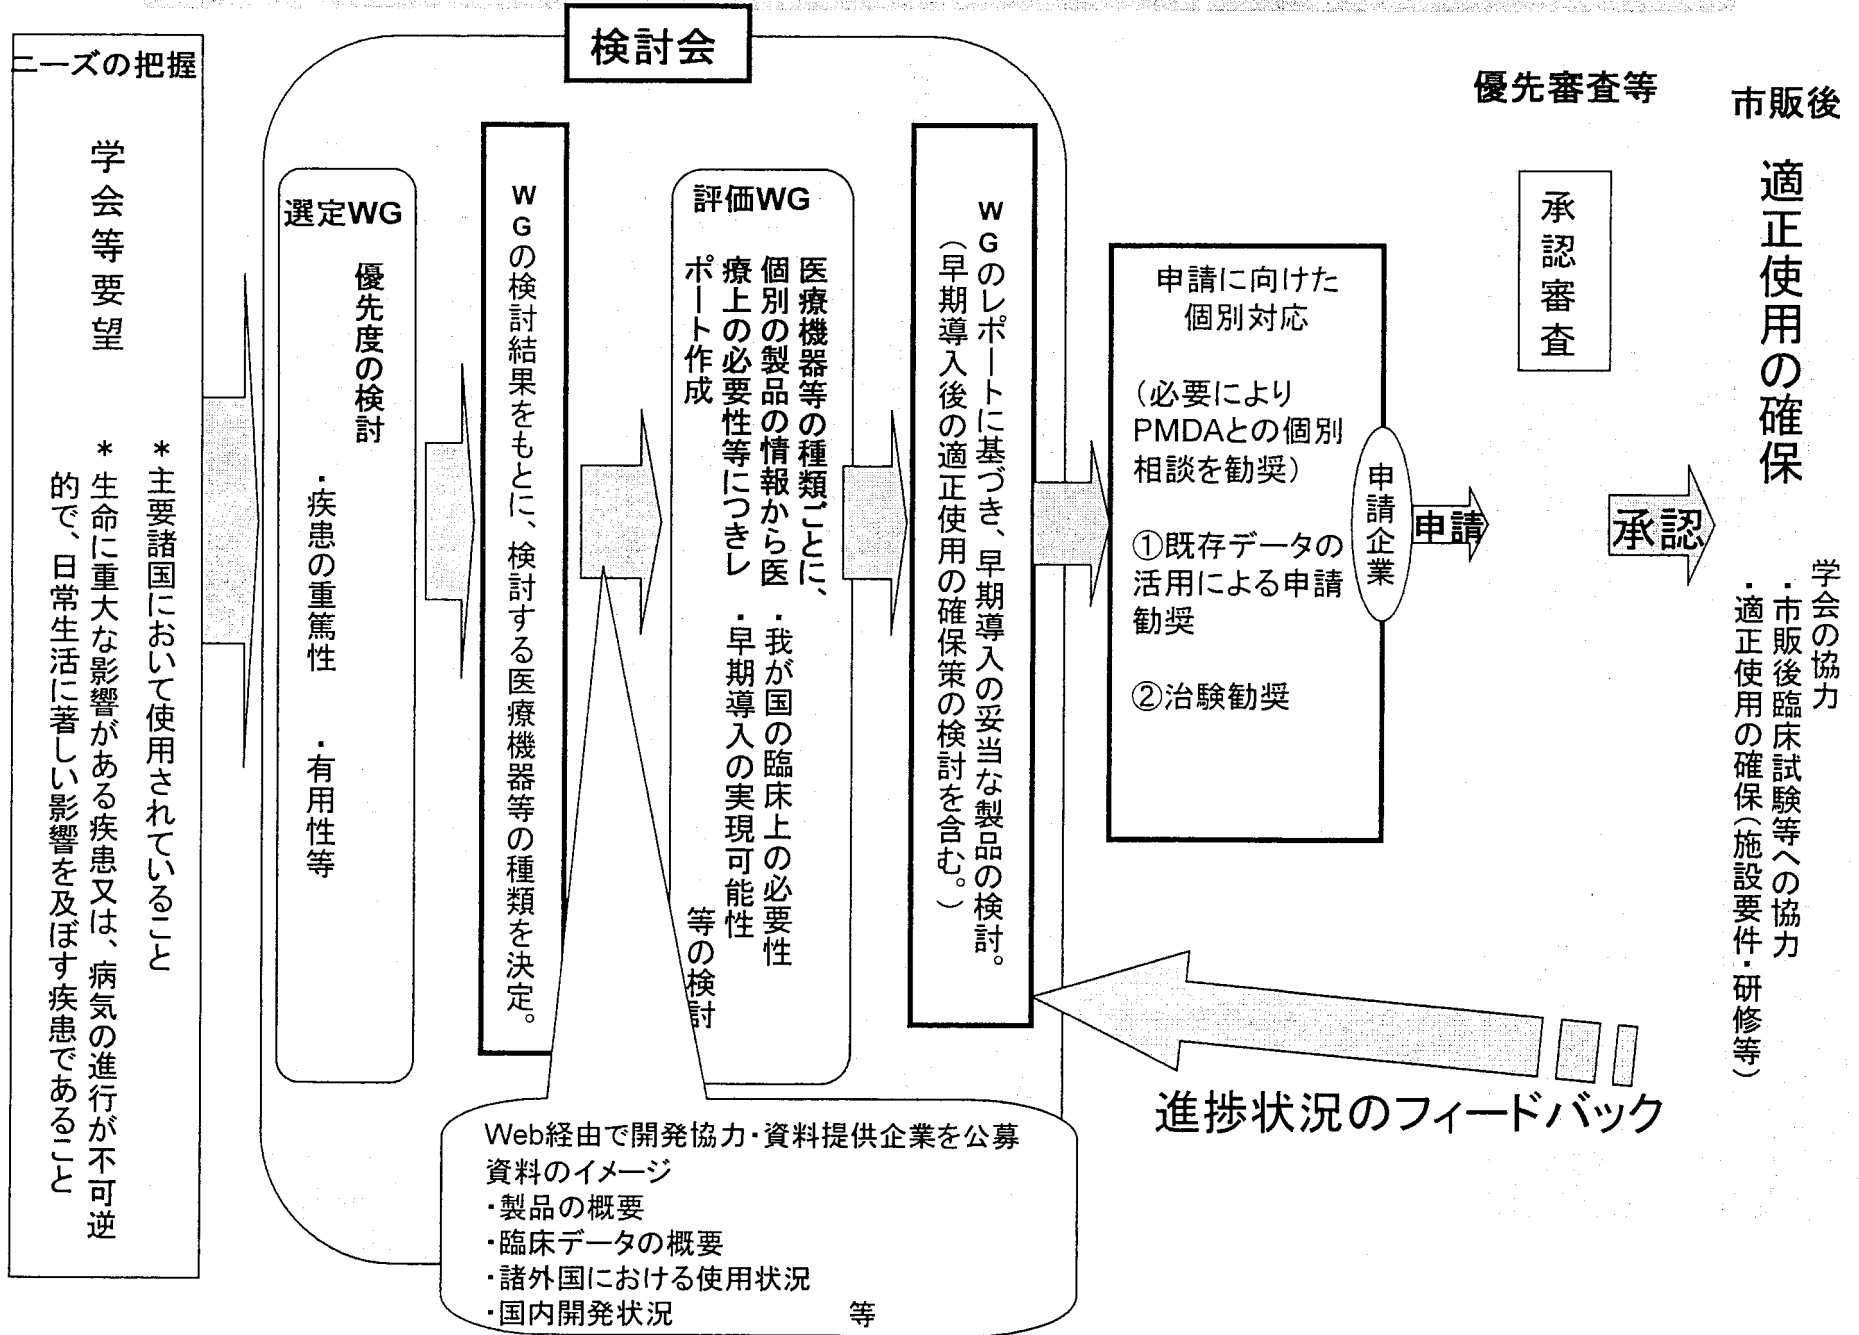 検討会
ニーズの把握
学会等要望
＊主要諸国において使用されていること
＊生命に重大な影響がある疾患又は、病気の進行が不可逆
的で、日常生活に著しい影響を及ぼす疾患であること
選定WG
優先度の検討
・疾患の重篤性　・有用性等
WGの検討結果をもとに、検討する医療機器等の種類を決定。
評価WG
医療機器等の種類ごとに、
個別の製品の情報から医
療上の必要性等につきレ
ポート作成
・我が国の臨床上の必要性
・早期導入の実現可能性
等の検討
WGのレポートに基づき、早期導入の妥当な製品の検討。
（早期導入後の適正使用の確保策の検討を含む。）
Web経由で開発協力・資料提供企業を公募
資料のイメージ
・製品の概要
・臨床データの概要
・諸外国における使用状況
・国内開発状況　等
申請に向けた
個別対応
（必要により
PMDAとの個別
相談を勧奨）
①既存データの
活用による申請
勧奨
②治験勧奨
申請企業
申請
優先審査等
承認審査
承認
市販後
適正使用の確保
学会の協力
・市販後臨床試験等への協力
・適正使用の確保（施設要件・研修等）
進捗状況のフィードバック